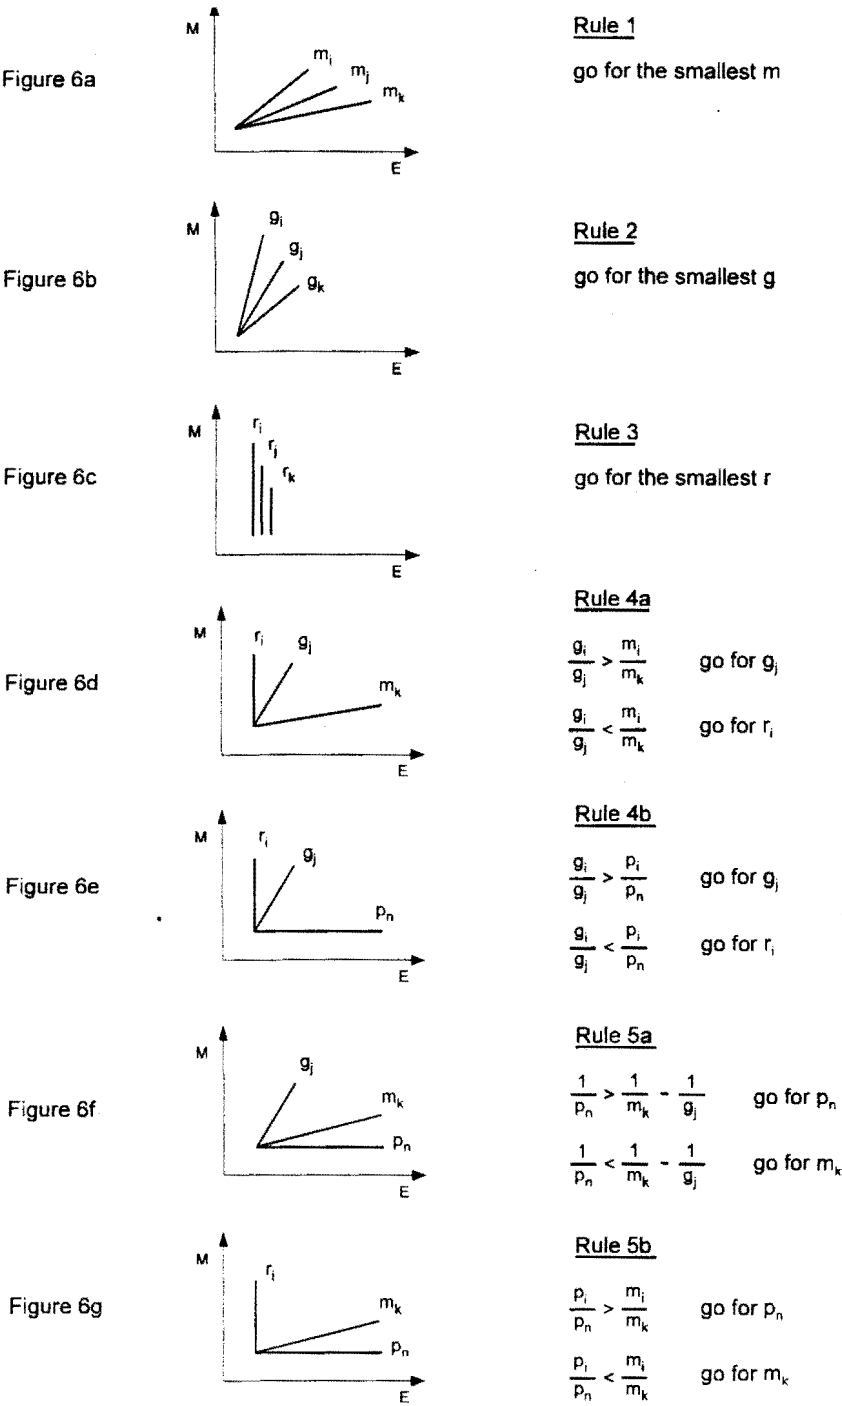 Rule 1
M
m_i
m_j
m_k
E
Figure 6a
go for the smallest m
Rule 2
M
g_i
g_j
g_k
E
Figure 6b
go for the smallest g
Rule 3
M
r_i
r_j
r_k
E
Figure 6c
go for the smallest r
Rule 4a
M
r_i
g_j
m_k
E
Figure 6d
g_i/g_j > m_i/m_k go for g_j
g_i/g_j < m_i/m_k go for r_i
Rule 4b
M
r_i
g_j
p_n
E
Figure 6e
g_i/g_j > p_i/p_n go for g_j
g_i/g_j < p_i/p_n go for r_i
Rule 5a
M
g_j
m_k
p_n
E
Figure 6f
1/p_n > 1/m_k - 1/g_j go for p_n
1/p_n < 1/m_k - 1/g_j go for m_k
Rule 5b
M
r_i
m_k
p_n
E
Figure 6g
p_i/p_n > m_i/m_k go for p_n
p_i/p_n < m_i/m_k go for m_k